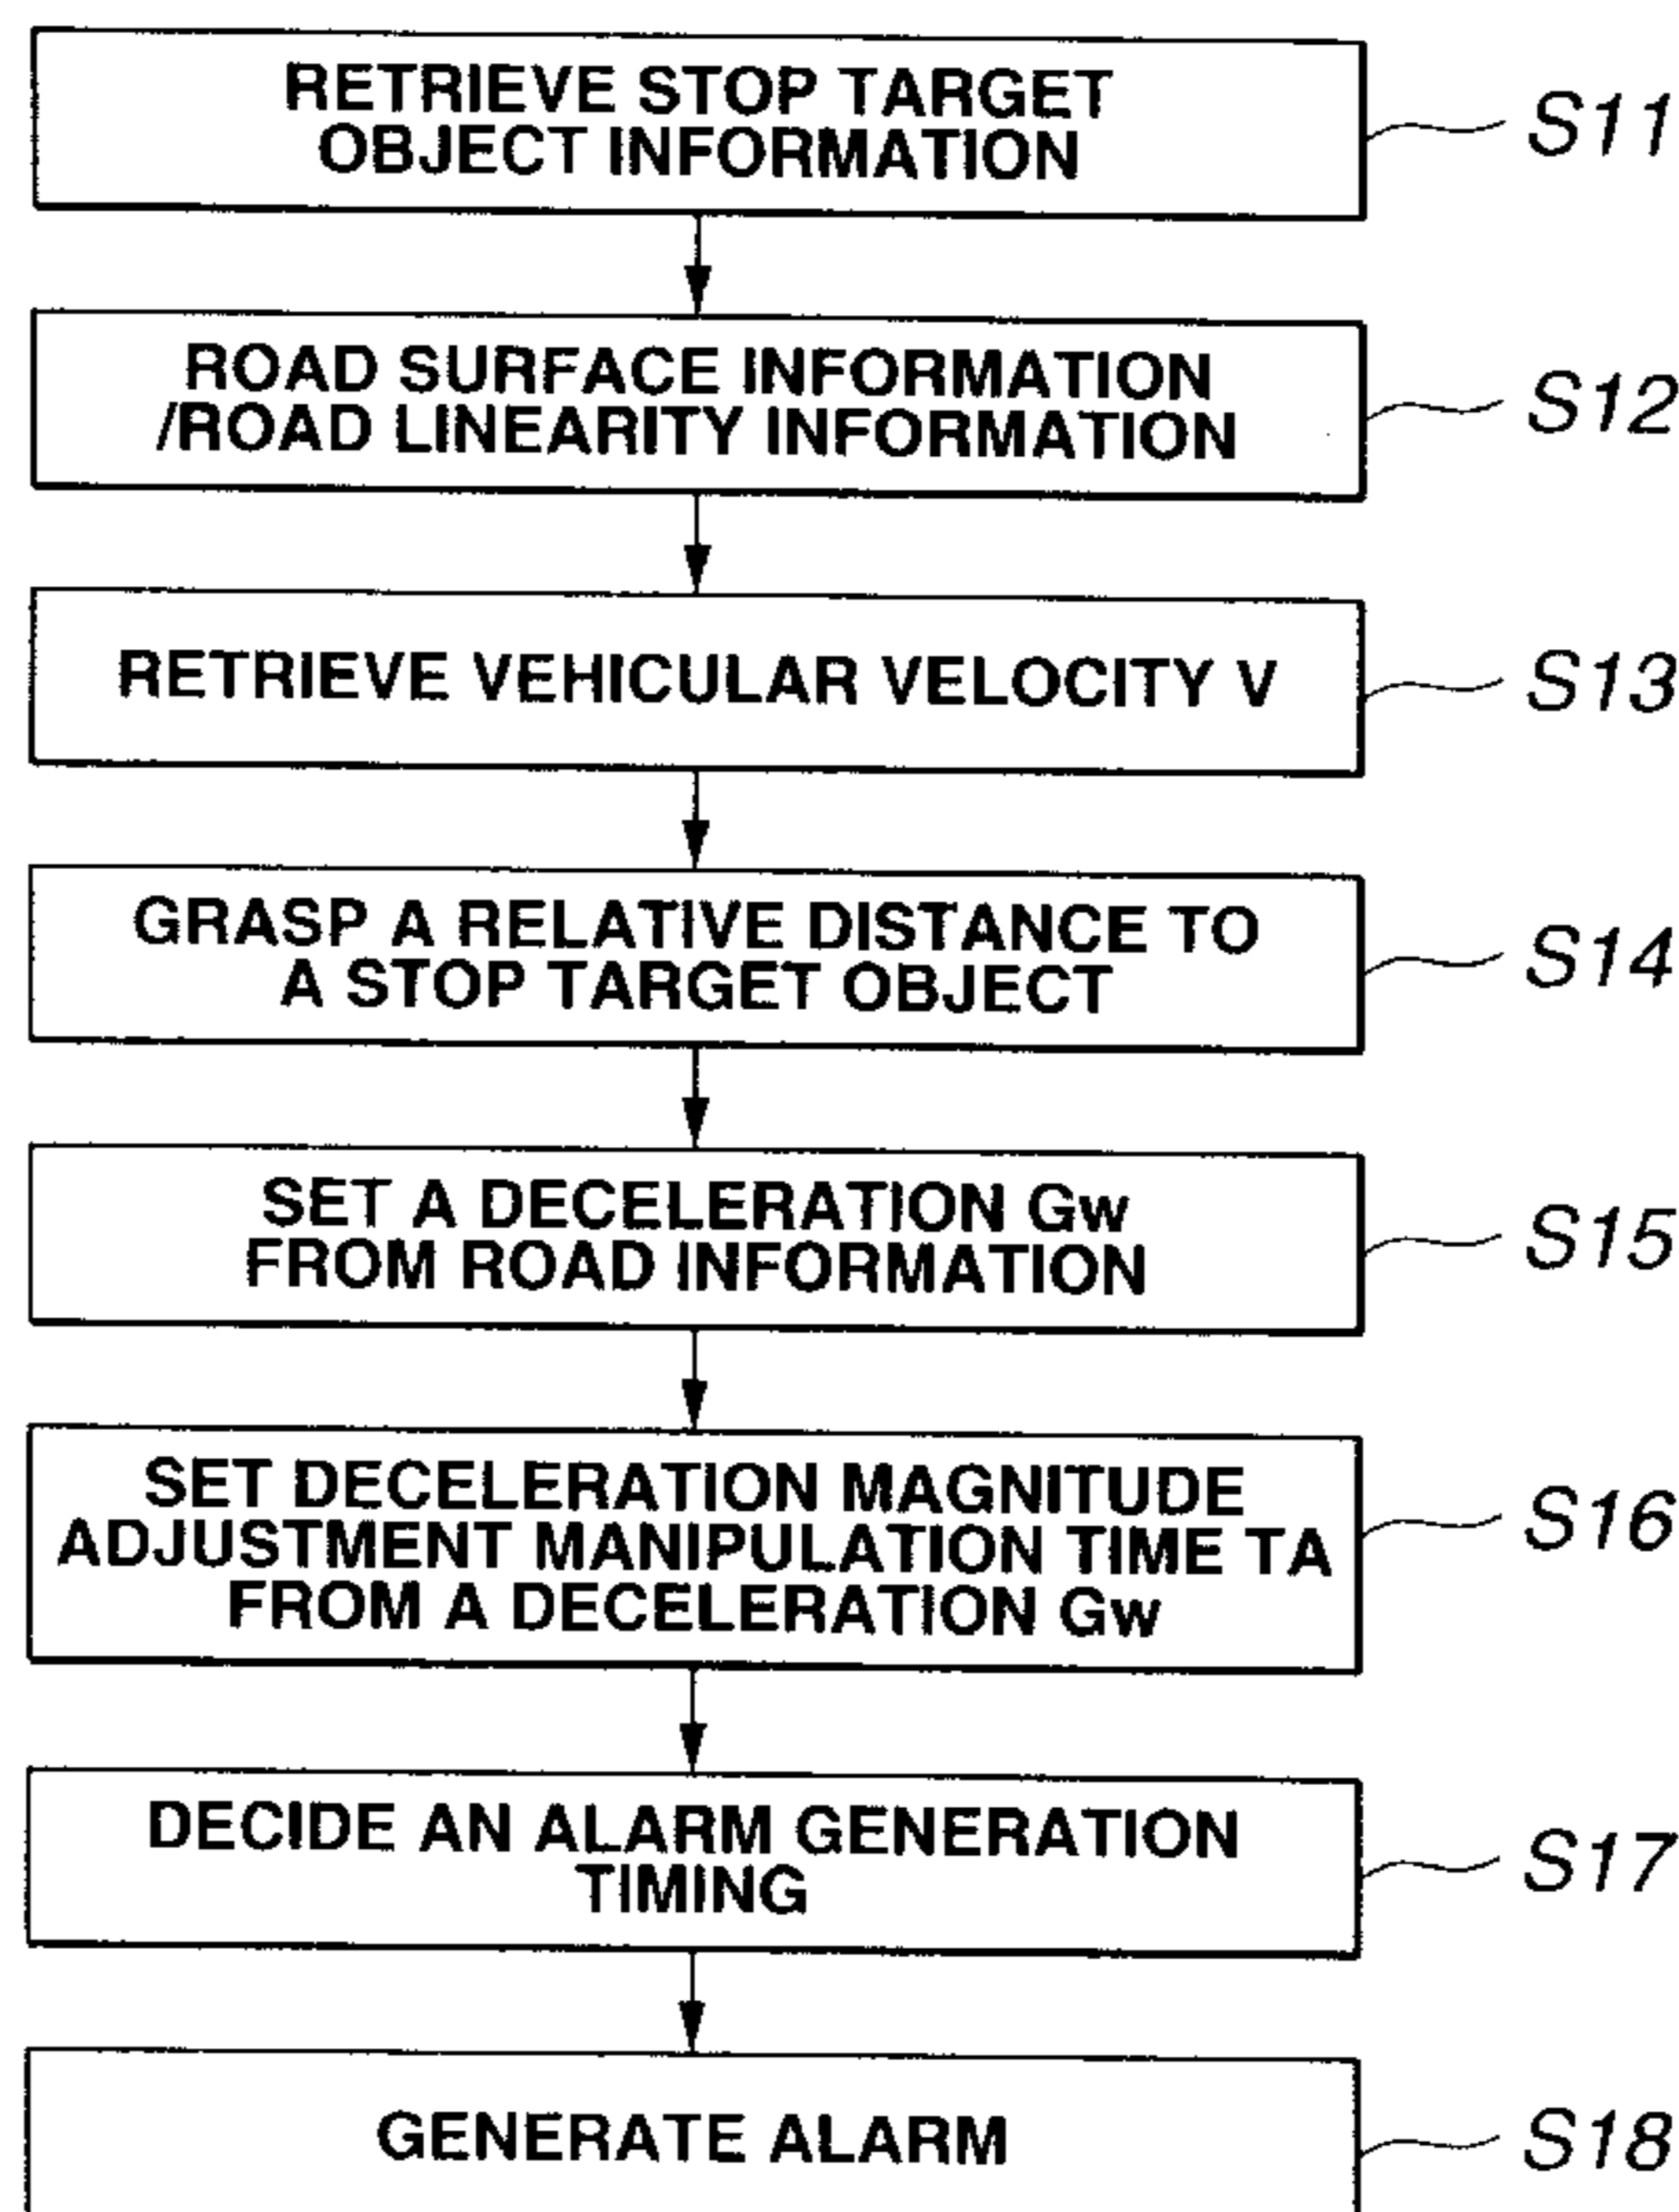 RETRIEVE STOP TARGET
OBJECT INFORMATION
S11
ROAD SURFACE INFORMATION
/ROAD LINEARITY INFORMATION
S12
RETRIEVE VEHICULAR VELOCITY V
S13
GRASP A RELATIVE DISTANCE TO
A STOP TARGET OBJECT
S14
SET A DECELERATION Gw
FROM ROAD INFORMATION
S15
SET DECELERATION MAGNITUDE
ADJUSTMENT MANIPULATION TIME TA
FROM A DECELERATION Gw
S16
DECIDE AN ALARM GENERATION
TIMING
S17
GENERATE ALARM
S18